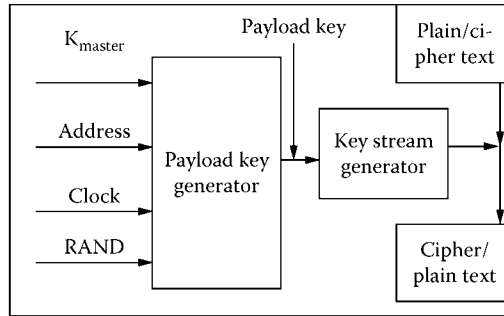 K_master
Payload key
Plain/ci-
pher text
Address
Payload key
generator
Key stream
generator
Clock
RAND
Cipher/
plain text